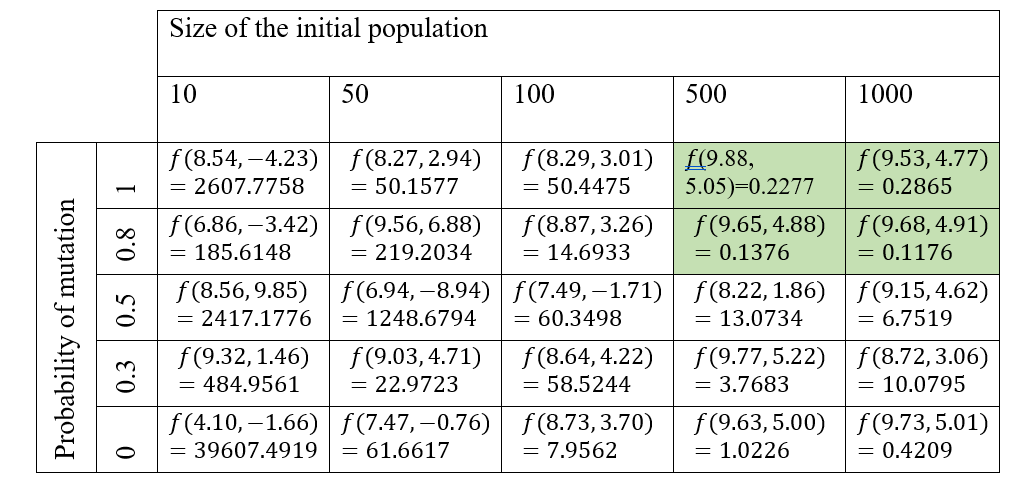 Size of the initial population
10 50 100 500 1000
Probability of mutation
1
f(8.54, −4.23) f(8.27, 2.94) f(8.29, 3.01) f(9.88, f(9.53, 4.77)
= 2607.7758 = 50.1577 = 50.4475 5.05)=0.2277 = 0.2865
0.8
f(6.86, −3.42) f(9.56, 6.88) f(8.87, 3.26) f(9.65, 4.88) f(9.68, 4.91)
= 185.6148 = 219.2034 = 14.6933 = 0.1376 = 0.1176
0.5
f(8.56, 9.85) f(6.94, −8.94) f(7.49, −1.71) f(8.22, 1.86) f(9.15, 4.62)
= 2417.1776 = 1248.6794 = 60.3498 = 13.0734 = 6.7519
0.3
f(9.32, 1.46) f(9.03, 4.71) f(8.64, 4.22) f(9.77, 5.22) f(8.72, 3.06)
= 484.9561 = 22.9723 = 58.5244 = 3.7683 = 10.0795
0
f(4.10, −1.66) f(7.47, −0.76) f(8.73, 3.70) f(9.63, 5.00) f(9.73, 5.01)
= 39607.4919 = 61.6617 = 7.9562 = 1.0226 = 0.4209